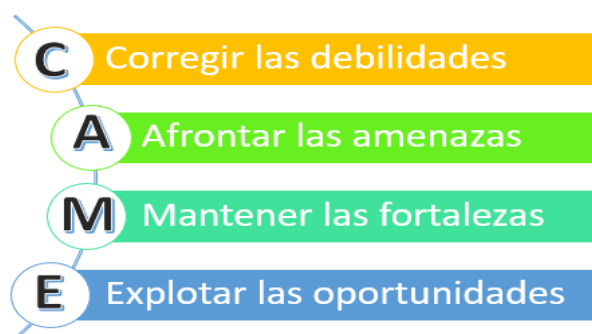 C Corregir las debilidades
A Afrontar las amenazas
M Mantener las fortalezas
E Explotar las oportunidades